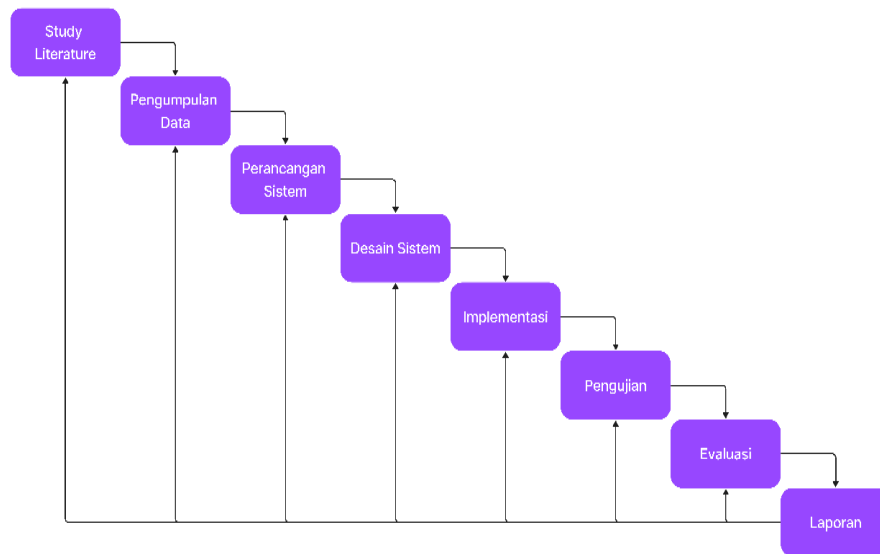 Study
Literature
Pengumpulan
Data
Perancangan
Sistem
Desain Sistem
Implementasi
Pengujian
Evaluasi
Laporan